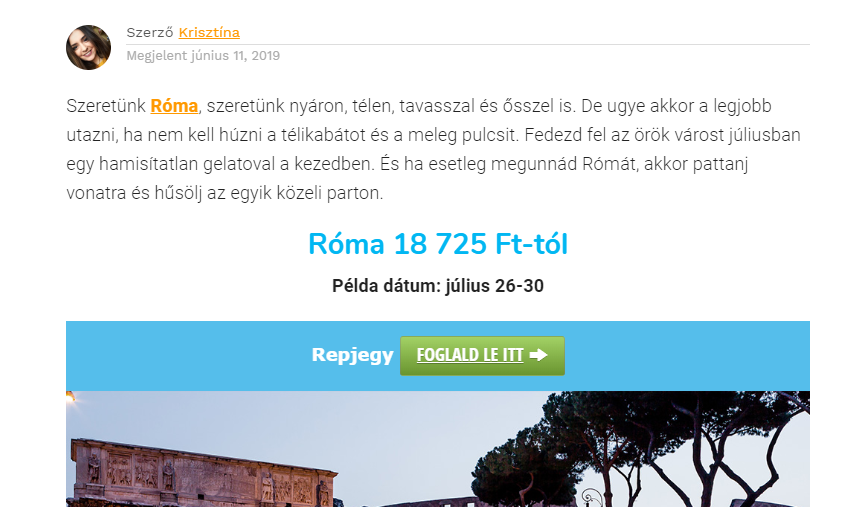 Szerző Krisztína
Megjelent június 11, 2019
Szeretünk Róma, szeretünk nyáron, télen, tavasszal és ősszel is. De ugye akkor a legjobb
utazni, ha nem kell húzni a télikabátot és a meleg pulcsit. Fedezd fel az örök várost júliusban
egy hamisítatlan gelatoval a kezedben. És ha esetleg megunnád Rómát, akkor pattanj
vonatra és hűsölj az egyik közeli parton.
Róma 18 725 Ft-tól
Példa dátum: július 26-30
Repjegy FOGLALD LE ITT